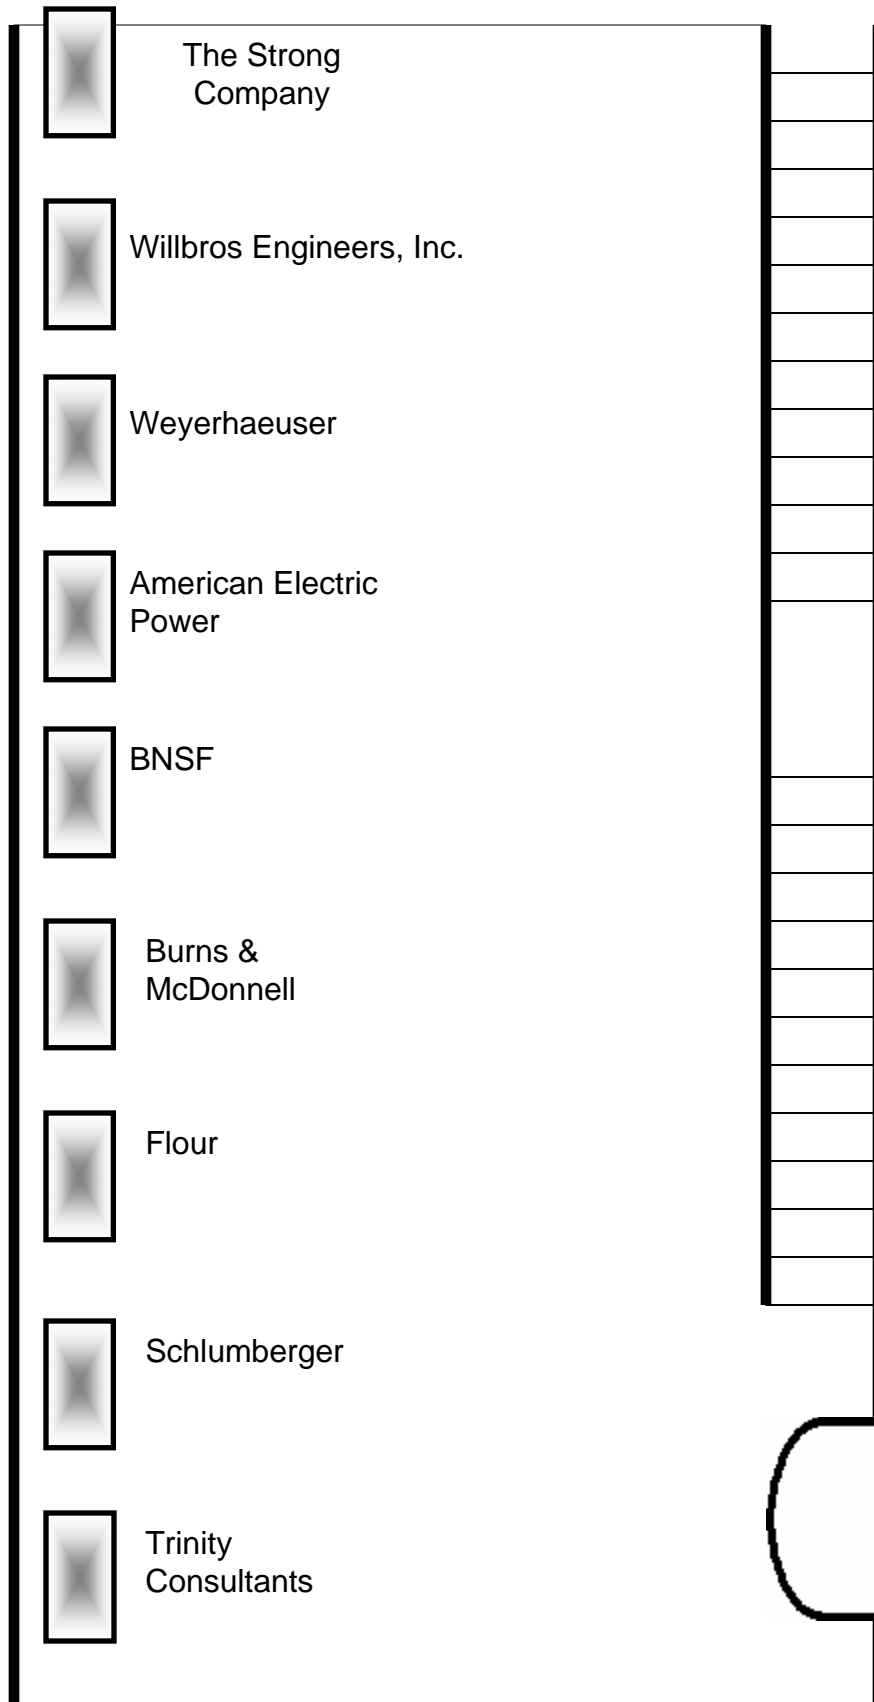 The Strong
Company
Willbros Engineers, Inc.
Weyerhaeuser
American Electric
Power
BNSF
Burns &
McDonnell
Flour
Schlumberger
Trinity
Consultants